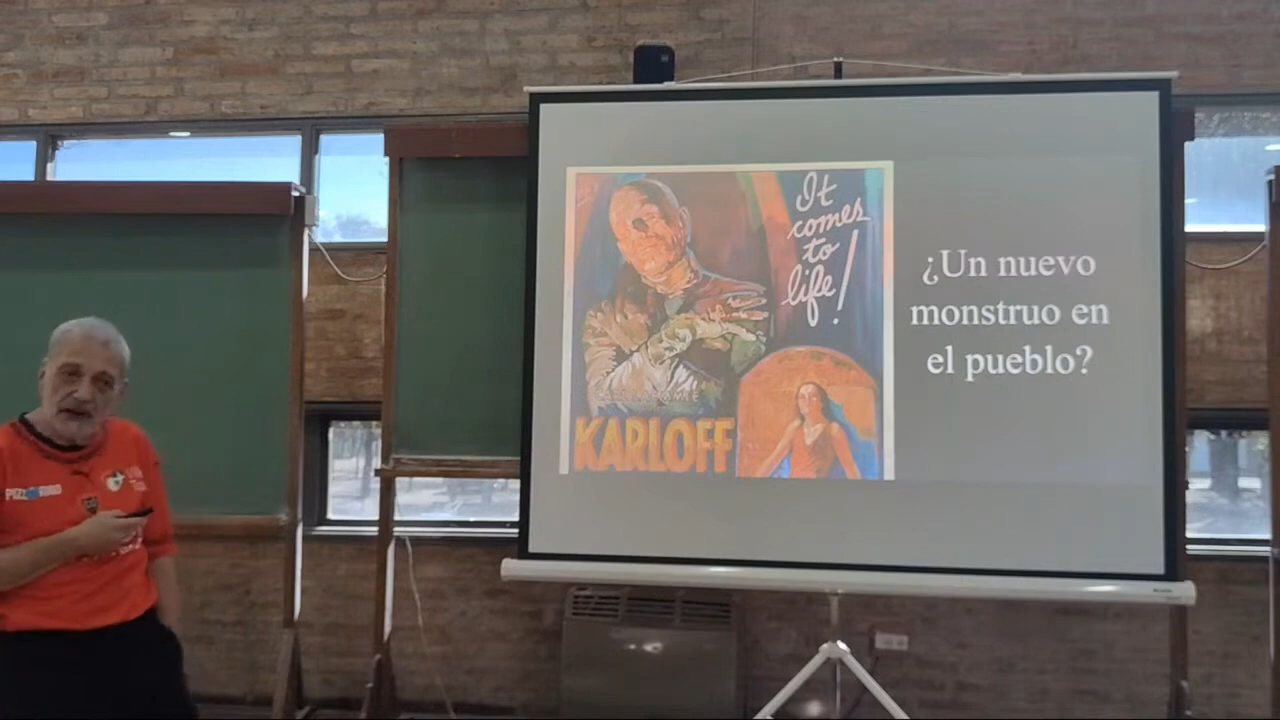 It
comes
to
life!
KARLOFF
¿Un nuevo
monstruo en
el pueblo?